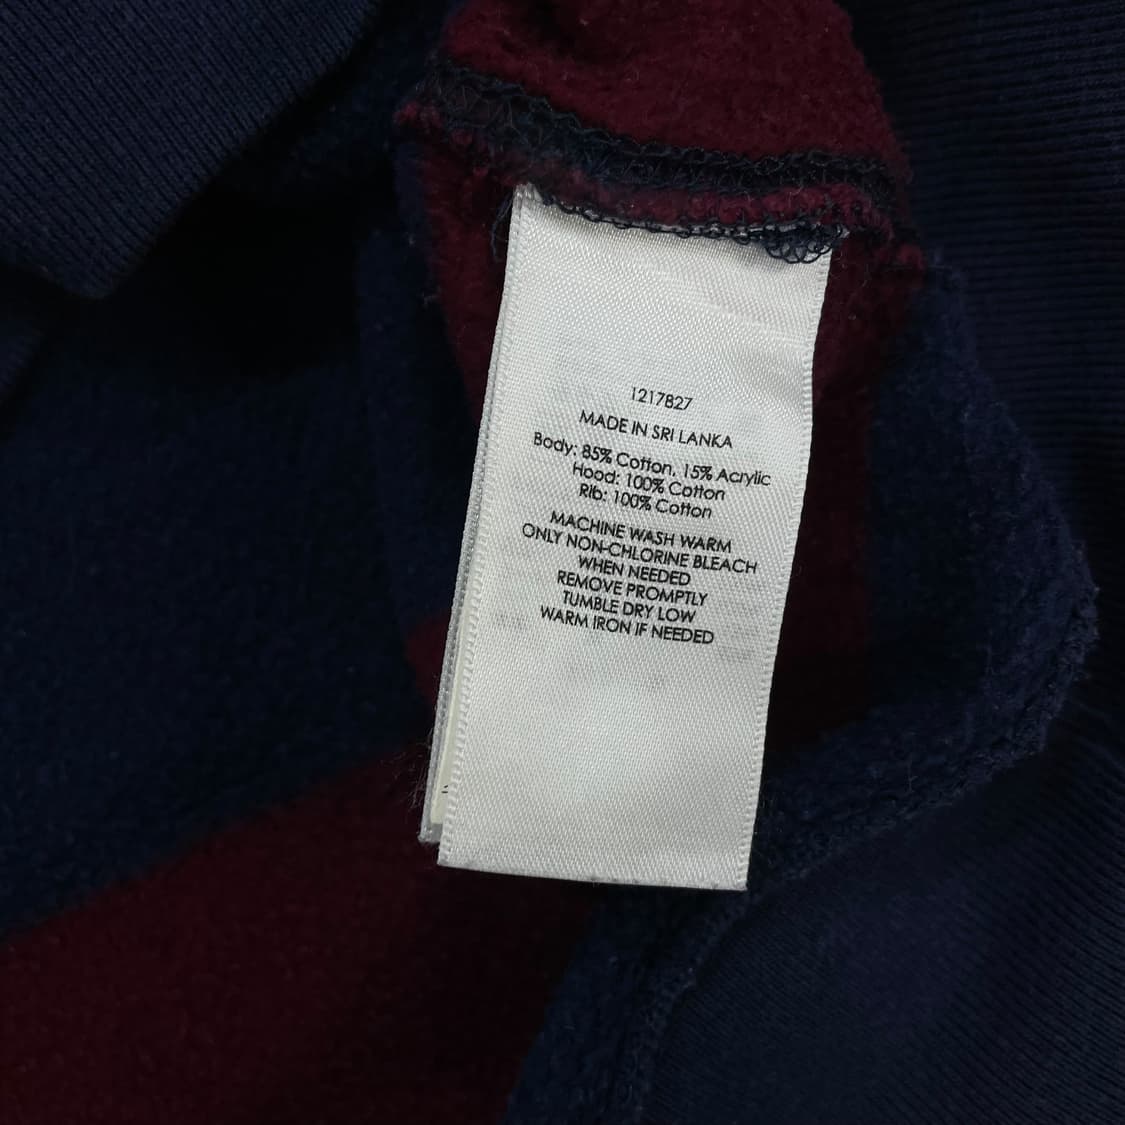 1217827
MADE IN SRI LANKA
Body: 85% Cotton, 15% Acrylic
Hood: 100% Cotton
Rib: 100% Cotton
MACHINE WASH WARM
ONLY NON-CHLORINE BLEACH
WHEN NEEDED
REMOVE PROMPTLY
TUMBLE DRY LOW
WARM IRON IF NEEDED